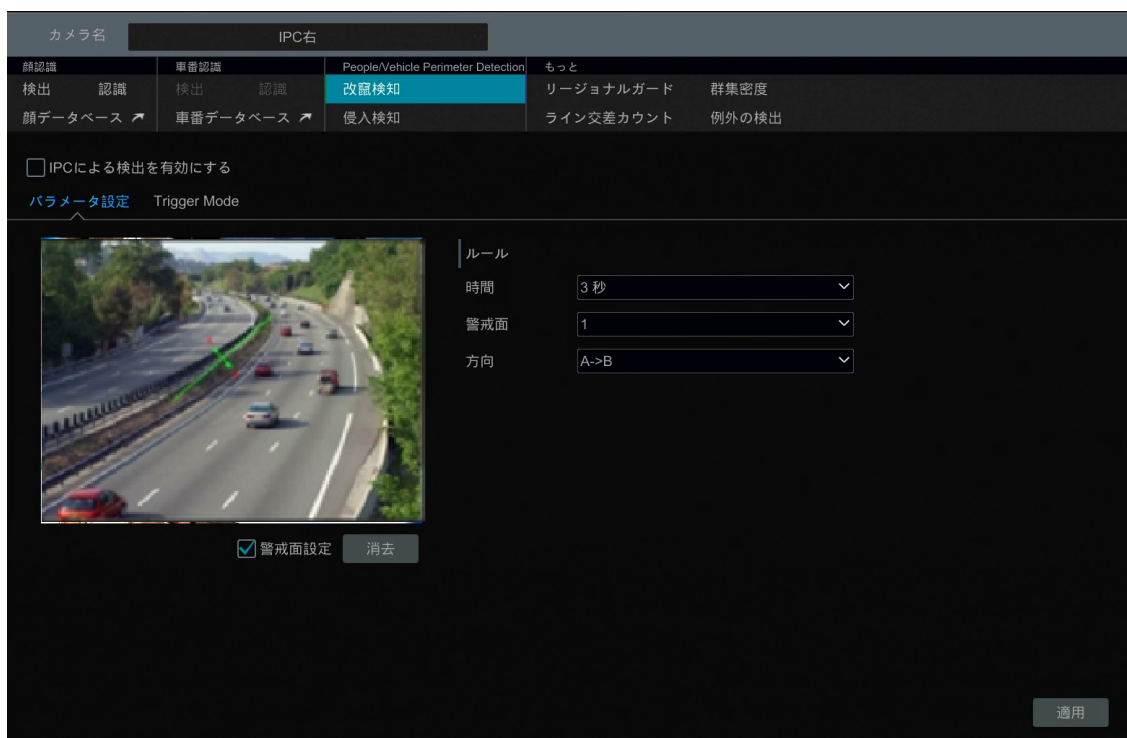 カメラ名 IPC右
顔認識 車番認識 People/Vehicle Perimeter Detection もっと
検出 認識 検出 認識 改竄検知 リージョナルガード 群集密度
顔データベース 車番データベース 侵入検知 ライン交差カウント 例外の検出
IPCによる検出を有効にする
パラメータ設定 Trigger Mode
ルール
時間 3 秒
警戒面 1
方向 A->B
警戒面設定 消去
適用